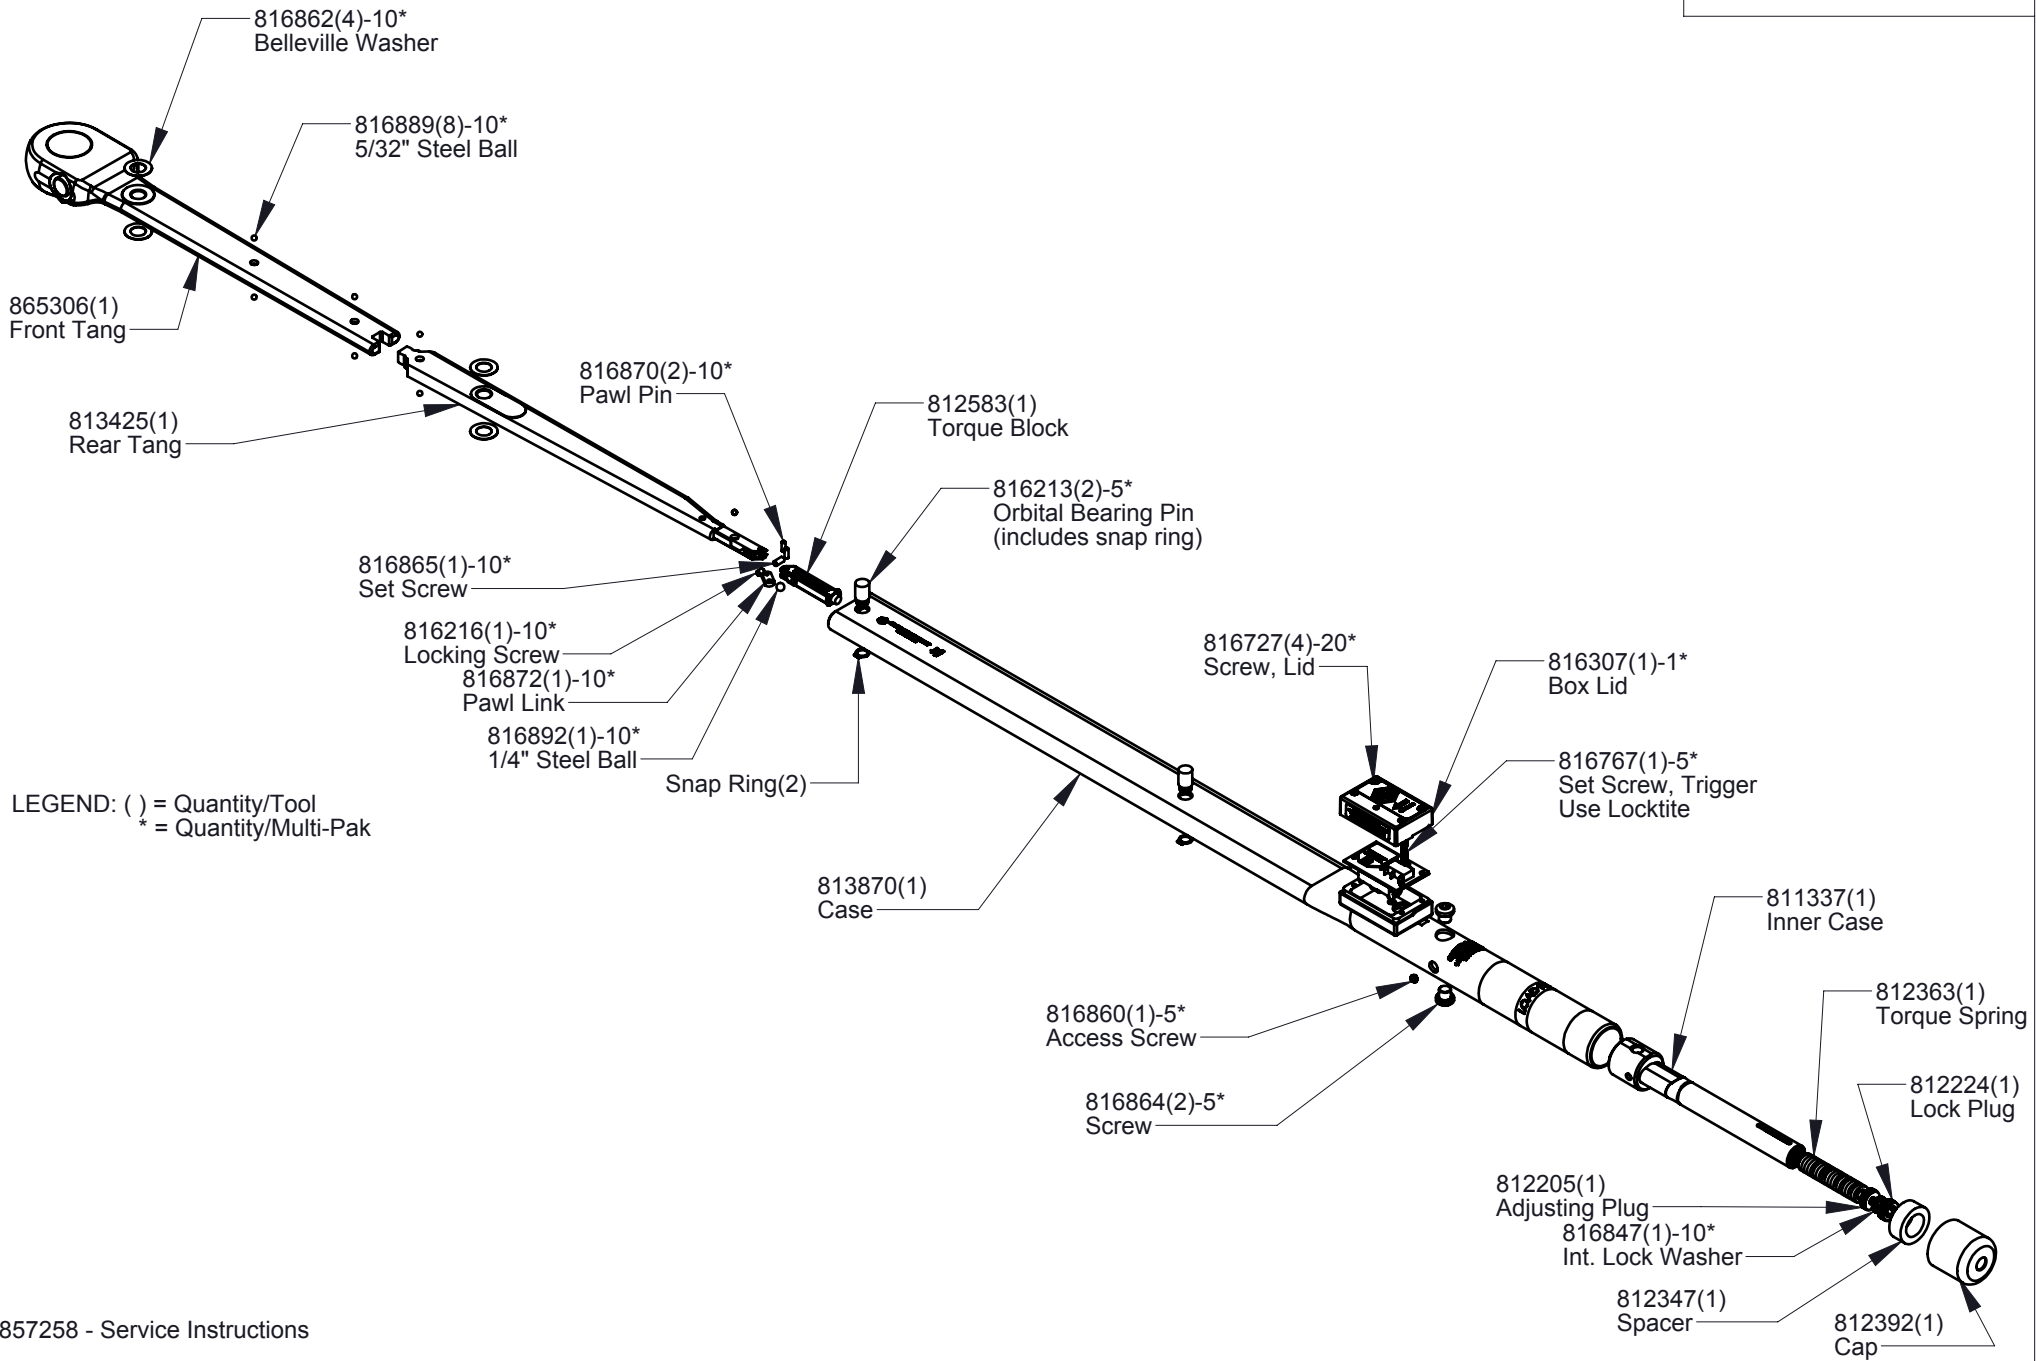 816862(4)-10*
Belleville Washer
816889(8)-10*
5/32" Steel Ball
865306(1)
Front Tang
813425(1)
Rear Tang
816870(2)-10*
Pawl Pin
812583(1)
Torque Block
816213(2)-5*
Orbital Bearing Pin
(includes snap ring)
816865(1)-10*
Set Screw
816216(1)-10*
Locking Screw
816872(1)-10*
Pawl Link
816892(1)-10*
1/4" Steel Ball
Snap Ring(2)
816727(4)-20*
Screw, Lid
816307(1)-1*
Box Lid
816767(1)-5*
Set Screw, Trigger
Use Locktite
LEGEND: ( ) = Quantity/Tool
* = Quantity/Multi-Pak
813870(1)
Case
811337(1)
Inner Case
816860(1)-5*
Access Screw
812363(1)
Torque Spring
816864(2)-5*
Screw
812224(1)
Lock Plug
812205(1)
Adjusting Plug
816847(1)-10*
Int. Lock Washer
812347(1)
Spacer
812392(1)
Cap
857258 - Service Instructions